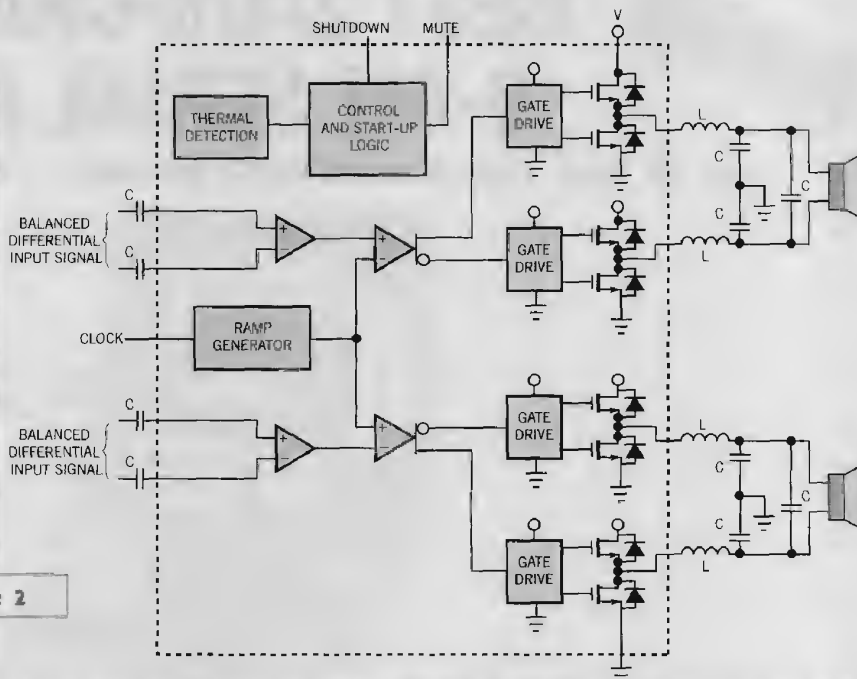 SHUTDOWN
MUTE
V
THERMAL
DETECTION
CONTROL
AND START-UP
LOGIC
GATE
DRIVE
L
C
C
C
L
C
BALANCED
DIFFERENTIAL
INPUT SIGNAL
C
+
−
+
−
GATE
DRIVE
CLOCK
RAMP
GENERATOR
C
BALANCED
DIFFERENTIAL
INPUT SIGNAL
C
+
−
+
−
GATE
DRIVE
L
C
C
C
L
GATE
DRIVE
2